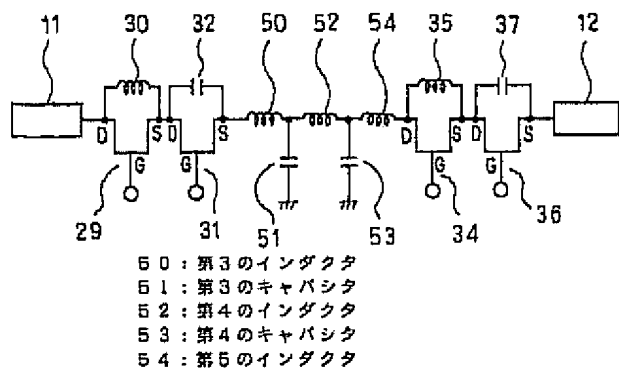 11 30 32 50 52 54 35 37 12
D S D S D S D S
G G G G
29 31 51 53 34 36
50：第3のインダクタ
51：第3のキャパシタ
52：第4のインダクタ
53：第4のキャパシタ
54：第5のインダクタ